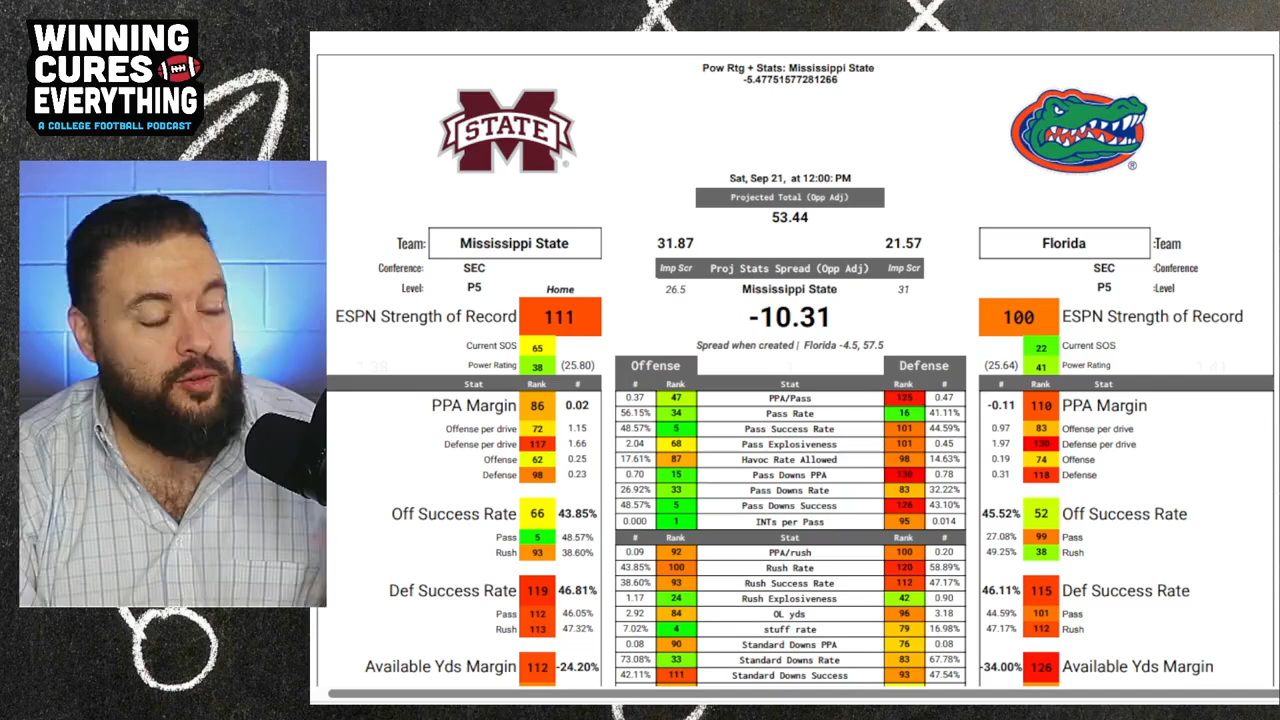 WINNING
CURES
EVERYTHING
A COLLEGE FOOTBALL PODCAST
Pow Rtg + Stats: Mississippi State
-5.47751577281266
STATE
®
®
Sat, Sep 21, at 12:00: PM
Projected Total (Opp Adj)
53.44
Team: Mississippi State 31.87 21.57 Florida :Team
Conference: SEC Imp Scr Proj Stats Spread (Opp Adj) Imp Scr SEC :Conference
Level: P5 Home 26.5 Mississippi State 31 P5 :Level
ESPN Strength of Record 111 -10.31 100 ESPN Strength of Record
Current SOS 65 Spread when created | Florida -4.5, 57.5 22 Current SOS
Power Rating 38 (25.80) Offense Defense (25.64) 41 Power Rating
Stat Rank # # Rank Stat Rank # # Rank Stat
PPA Margin 86 0.02 -0.11 110 PPA Margin
Offense per drive 72 1.15 0.97 83 Offense per drive
Defense per drive 117 1.66 1.97 130 Defense per drive
Offense 62 0.25 0.19 74 Offense
Defense 98 0.23 0.31 118 Defense
0.37 47 PPA/Pass 125 0.47
56.15% 34 Pass Rate 16 41.11%
48.57% 5 Pass Success Rate 101 44.59%
2.04 68 Pass Explosiveness 101 0.45
17.61% 87 Havoc Rate Allowed 98 14.63%
0.70 15 Pass Downs PPA 130 0.78
26.92% 33 Pass Downs Rate 83 32.22%
48.57% 5 Pass Downs Success 126 43.10%
0.000 1 INTs per Pass 95 0.014
Off Success Rate 66 43.85% 45.52% 52 Off Success Rate
Pass 5 48.57% 27.08% 99 Pass
Rush 93 38.60% 49.25% 38 Rush
# Rank Stat Rank #
0.09 92 PPA/rush 100 0.20
43.85% 100 Rush Rate 120 58.89%
38.60% 93 Rush Success Rate 112 47.17%
1.17 24 Rush Explosiveness 42 0.90
2.92 84 OL yds 96 3.18
7.02% 4 stuff rate 79 16.98%
0.08 90 Standard Downs PPA 76 0.08
73.08% 33 Standard Downs Rate 83 67.78%
42.11% 111 Standard Downs Success 93 47.54%
Def Success Rate 119 46.81% 46.11% 115 Def Success Rate
Pass 112 46.05% 44.59% 101 Pass
Rush 113 47.32% 47.17% 112 Rush
Available Yds Margin 112 -24.20% -34.00% 126 Available Yds Margin